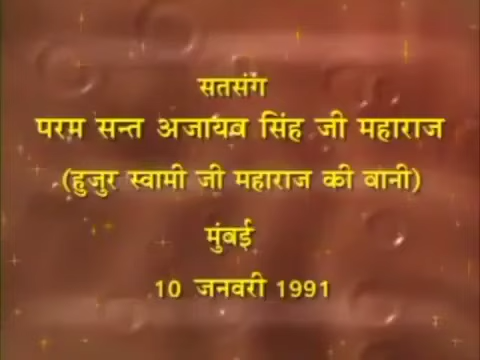 सतसंग
परम सन्त अजायब सिंह जी महाराज
(हुजुर स्वामी जी महाराज की वानी)
मुंबई
10 जनवरी 1991